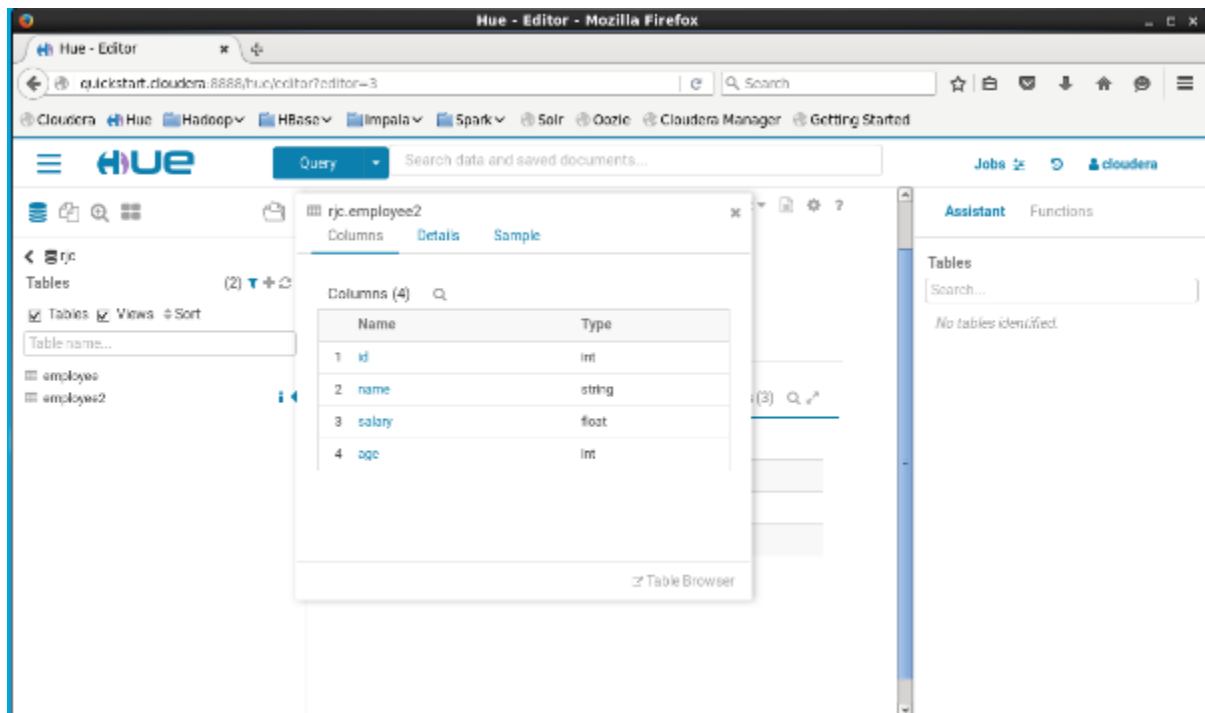 Hue - Editor - Mozilla Firefox
Hue - Editor
quickstart.cloudera:8888/hue/editor?editor=3
Search
Cloudera Hue Hadoop HBase Impala Spark Solr Oozie Cloudera Manager Getting Started
HUE Query Search data and saved documents... Jobs cloudera
rjc.employee2
Columns Details Sample
Assistant Functions
rjc
Tables (2)
Tables Views Sort
Table name...
employee
employee2
Columns (4)
Name Type
1 id int
2 name string
3 salary float
4 age int
Table Browser
(3)
Tables
Search...
No tables identified.